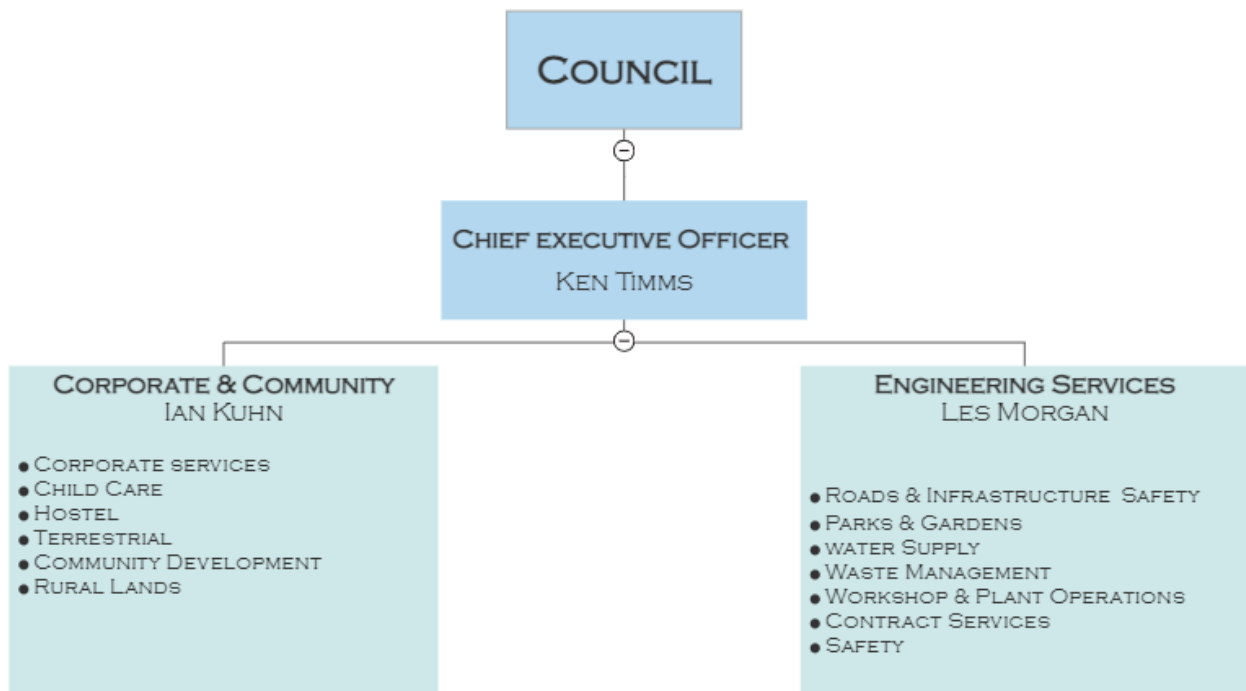 Council
Chief executive Officer
Ken Timms
Corporate & Community
Ian Kuhn
• Corporate services
• Child Care
• Hostel
• Terrestrial
• Community Development
• Rural Lands
Engineering Services
Les Morgan
• Roads & Infrastructure Safety
• Parks & Gardens
• water Supply
• Waste Management
• Workshop & Plant Operations
• Contract Services
• Safety